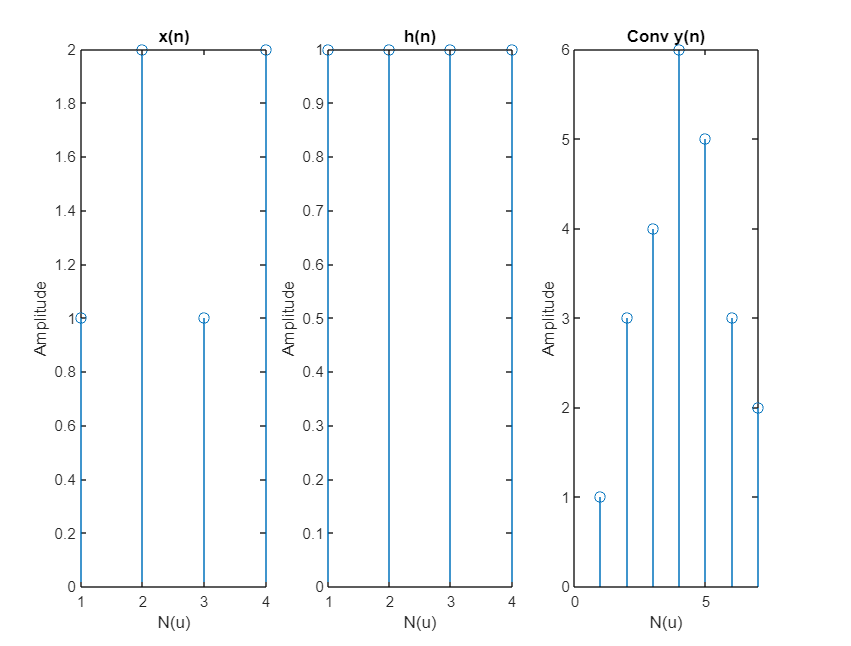 x(n)
2
1.8
1.6
1.4
1.2
1
0.8
0.6
0.4
0.2
0
Amplitude
1 2 3 4
N(u)
h(n)
1
0.9
0.8
0.7
0.6
0.5
0.4
0.3
0.2
0.1
0
Amplitude
1 2 3 4
N(u)
Conv y(n)
6
5
4
3
2
1
0
Amplitude
0 5
N(u)